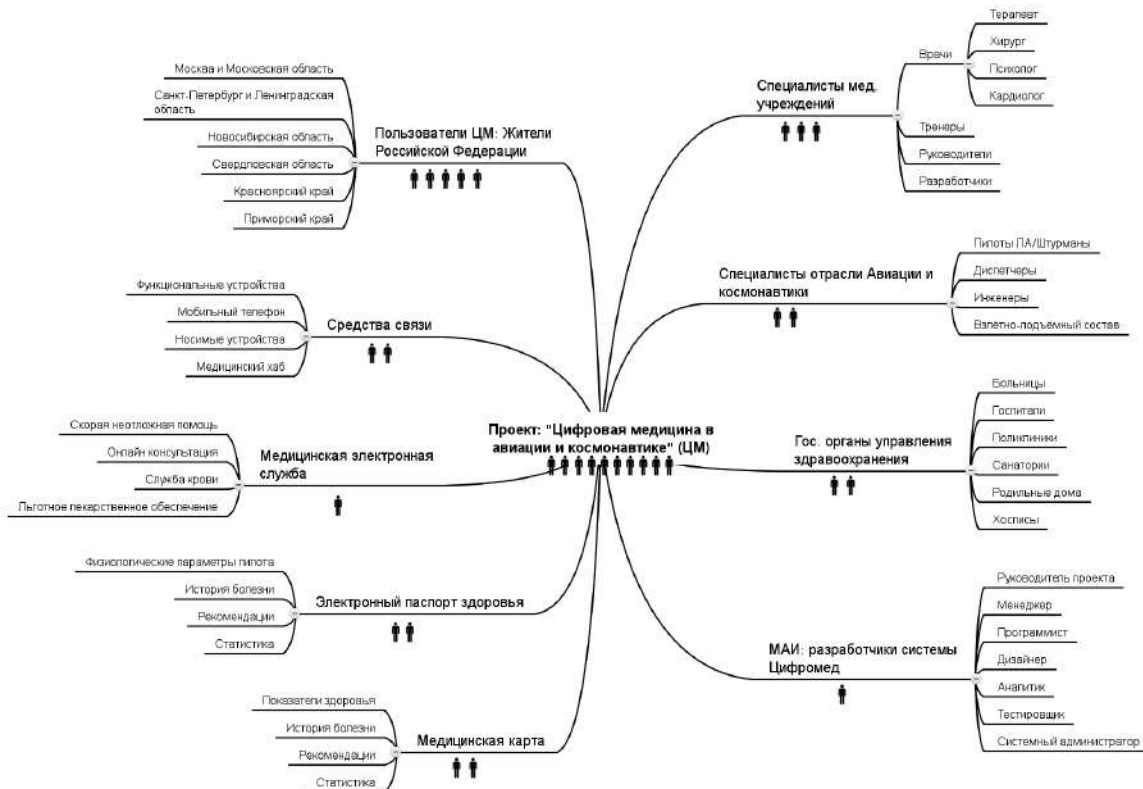 Проект: "Цифровая медицина в
авиации и космонавтике" (ЦМ)
Пользователи ЦМ: Жители
Российской Федерации
Москва и Московская область
Санкт-Петербург и Ленинградская
область
Новосибирская область
Свердловская область
Красноярский край
Приморский край
Средства связи
Функциональные устройства
Мобильный телефон
Носимые устройства
Медицинский хаб
Медицинская электронная
служба
Скорая неотложная помощь
Онлайн консультация
Служба крови
Льготное лекарственное обеспечение
Электронный паспорт здоровья
Физиологические параметры пилота
История болезни
Рекомендации
Статистика
Медицинская карта
Показатели здоровья
История болезни
Рекомендации
Статистика
Специалисты мед.
учреждений
Врачи
Терапевт
Хирург
Психолог
Кардиолог
Тренеры
Руководители
Разработчики
Специалисты отрасли Авиации и
космонавтики
Пилоты ЛА/Штурманы
Диспетчеры
Инженеры
Взлётно-подъёмный состав
Гос. органы управления
здравоохранения
Больницы
Госпитали
Поликлиники
Санатории
Родильные дома
Хосписы
МАИ: разработчики системы
Цифромед
Руководитель проекта
Менеджер
Программист
Дизайнер
Аналитик
Тестировщик
Системный администратор